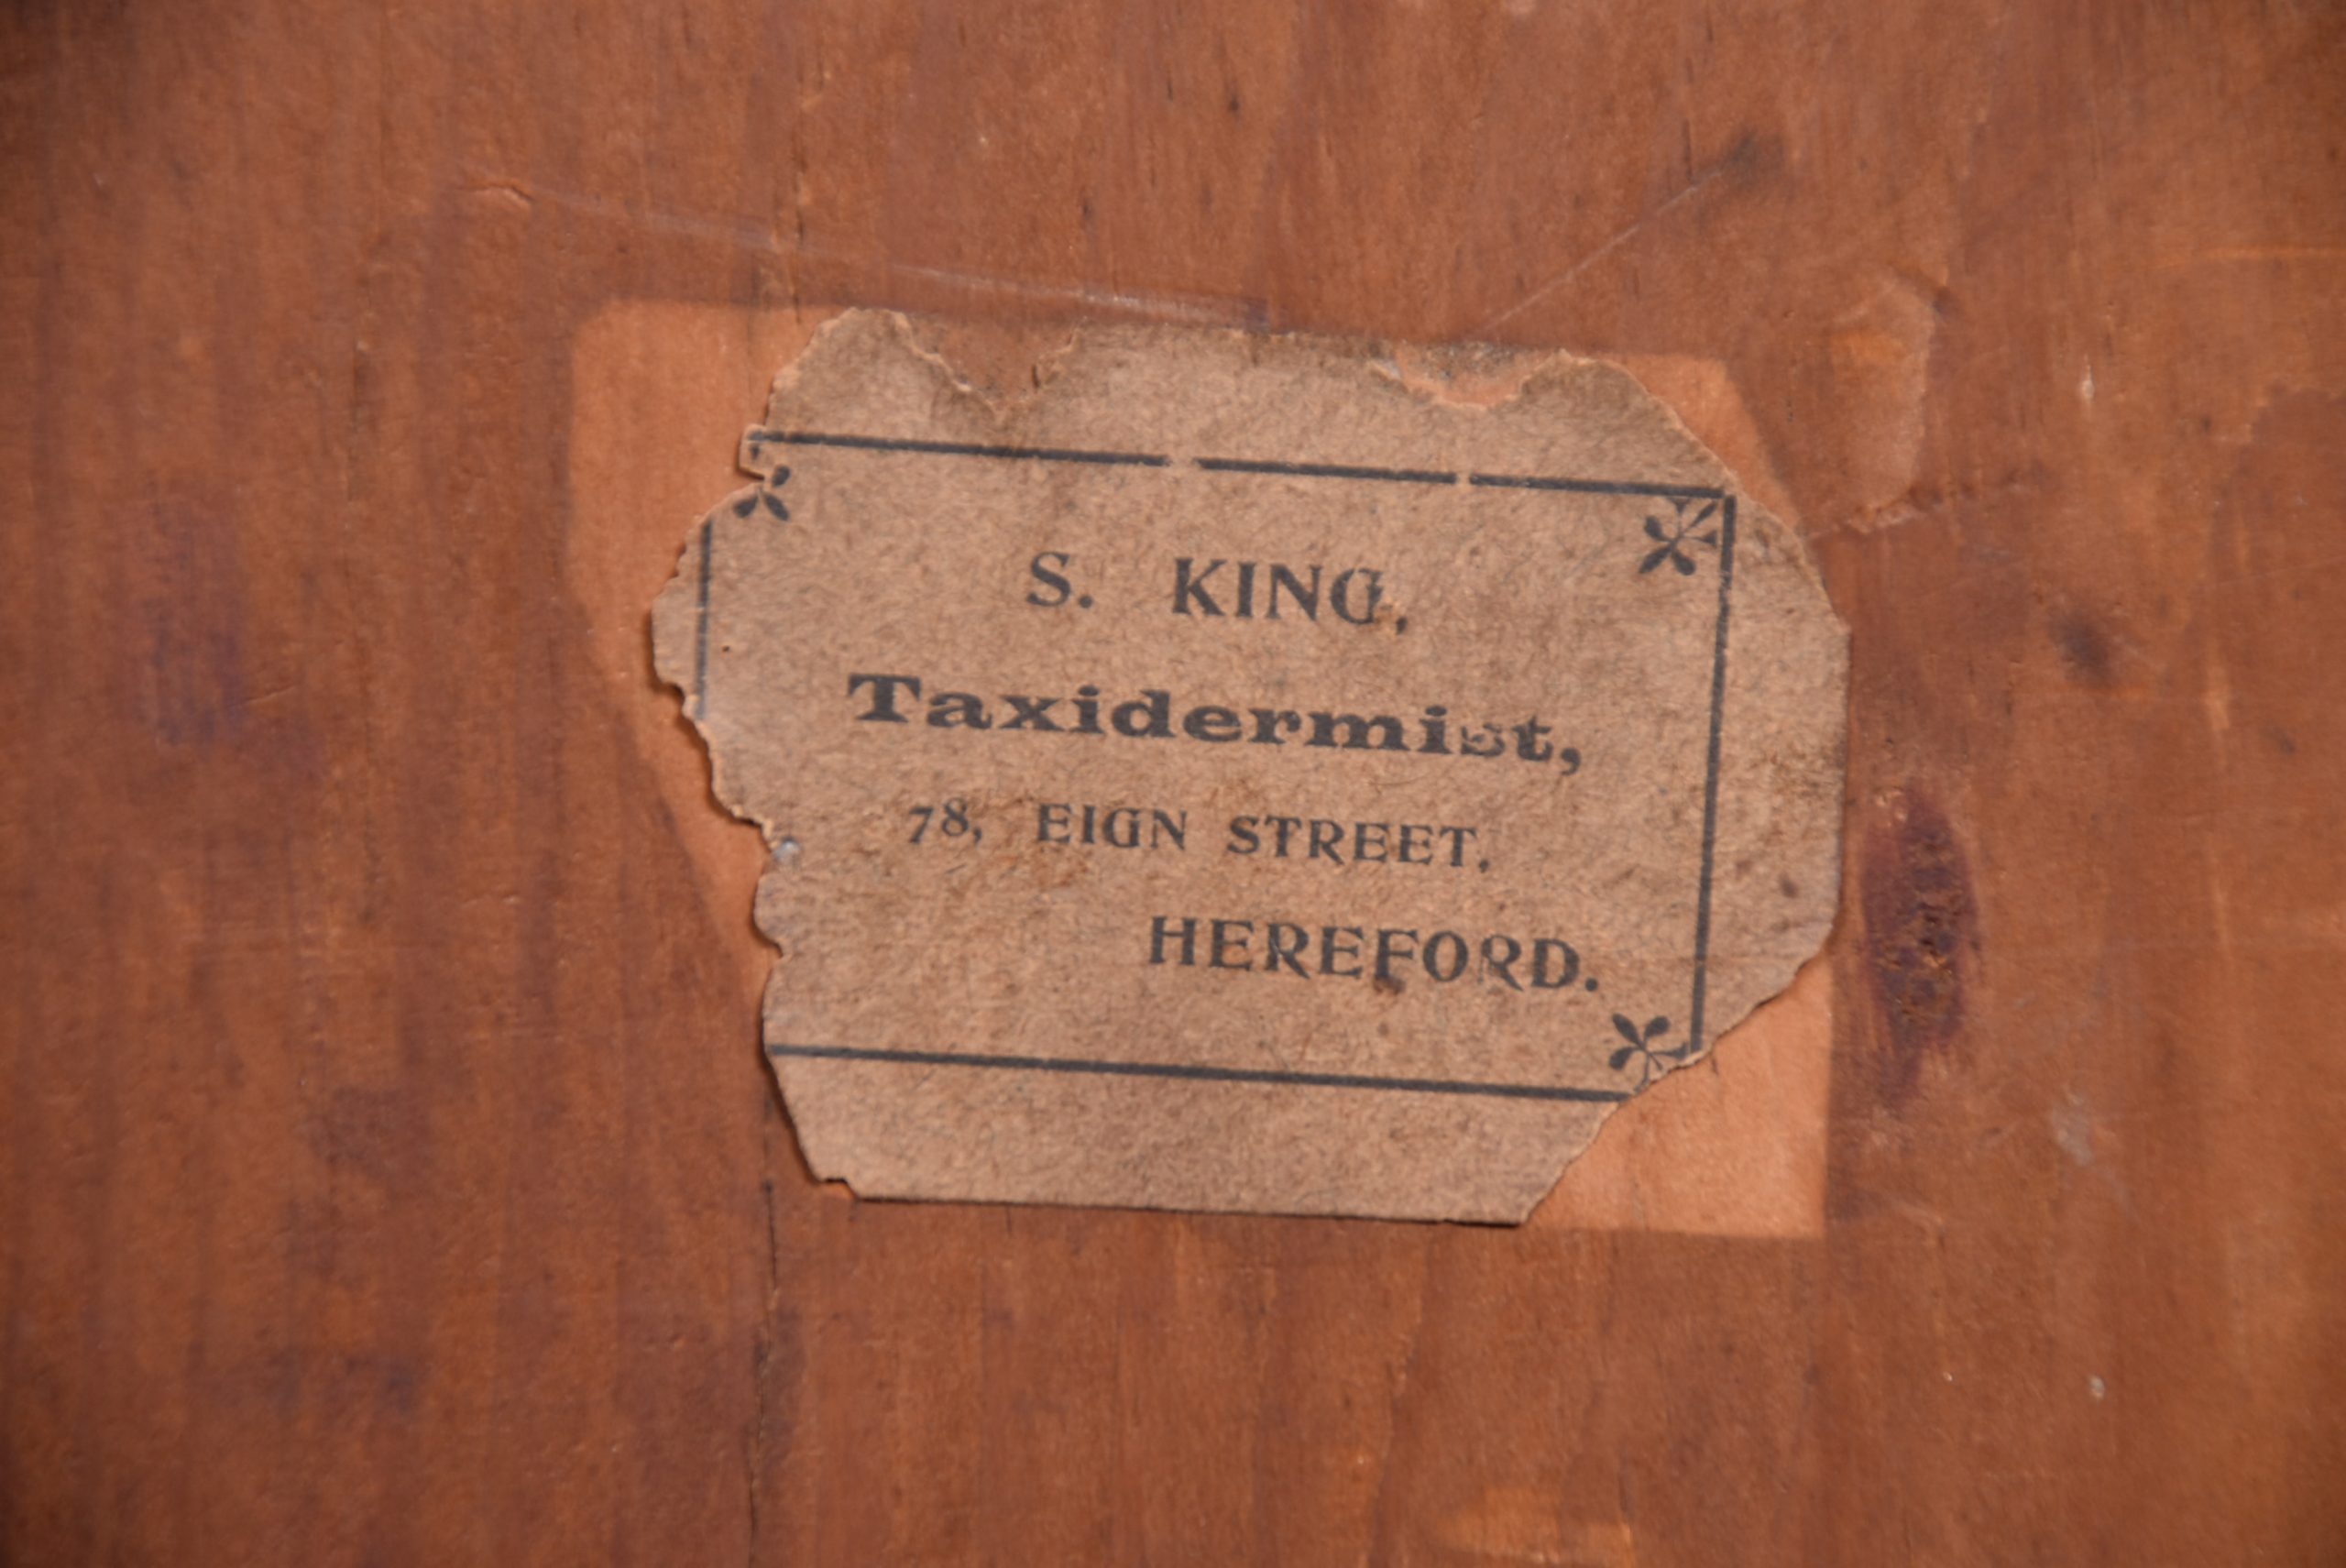 S. KING,
Taxidermist,
78, EIGN STREET.
HEREFORD.